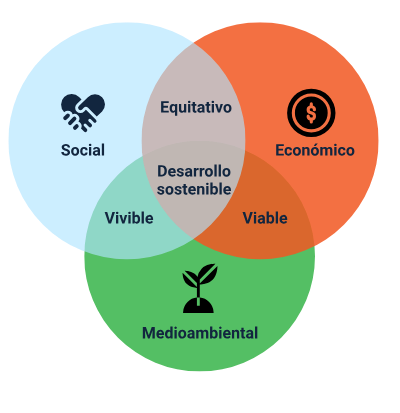 Equitativo
Social
Económico
Desarrollo
sostenible
Vivible
Viable
Medioambiental
$